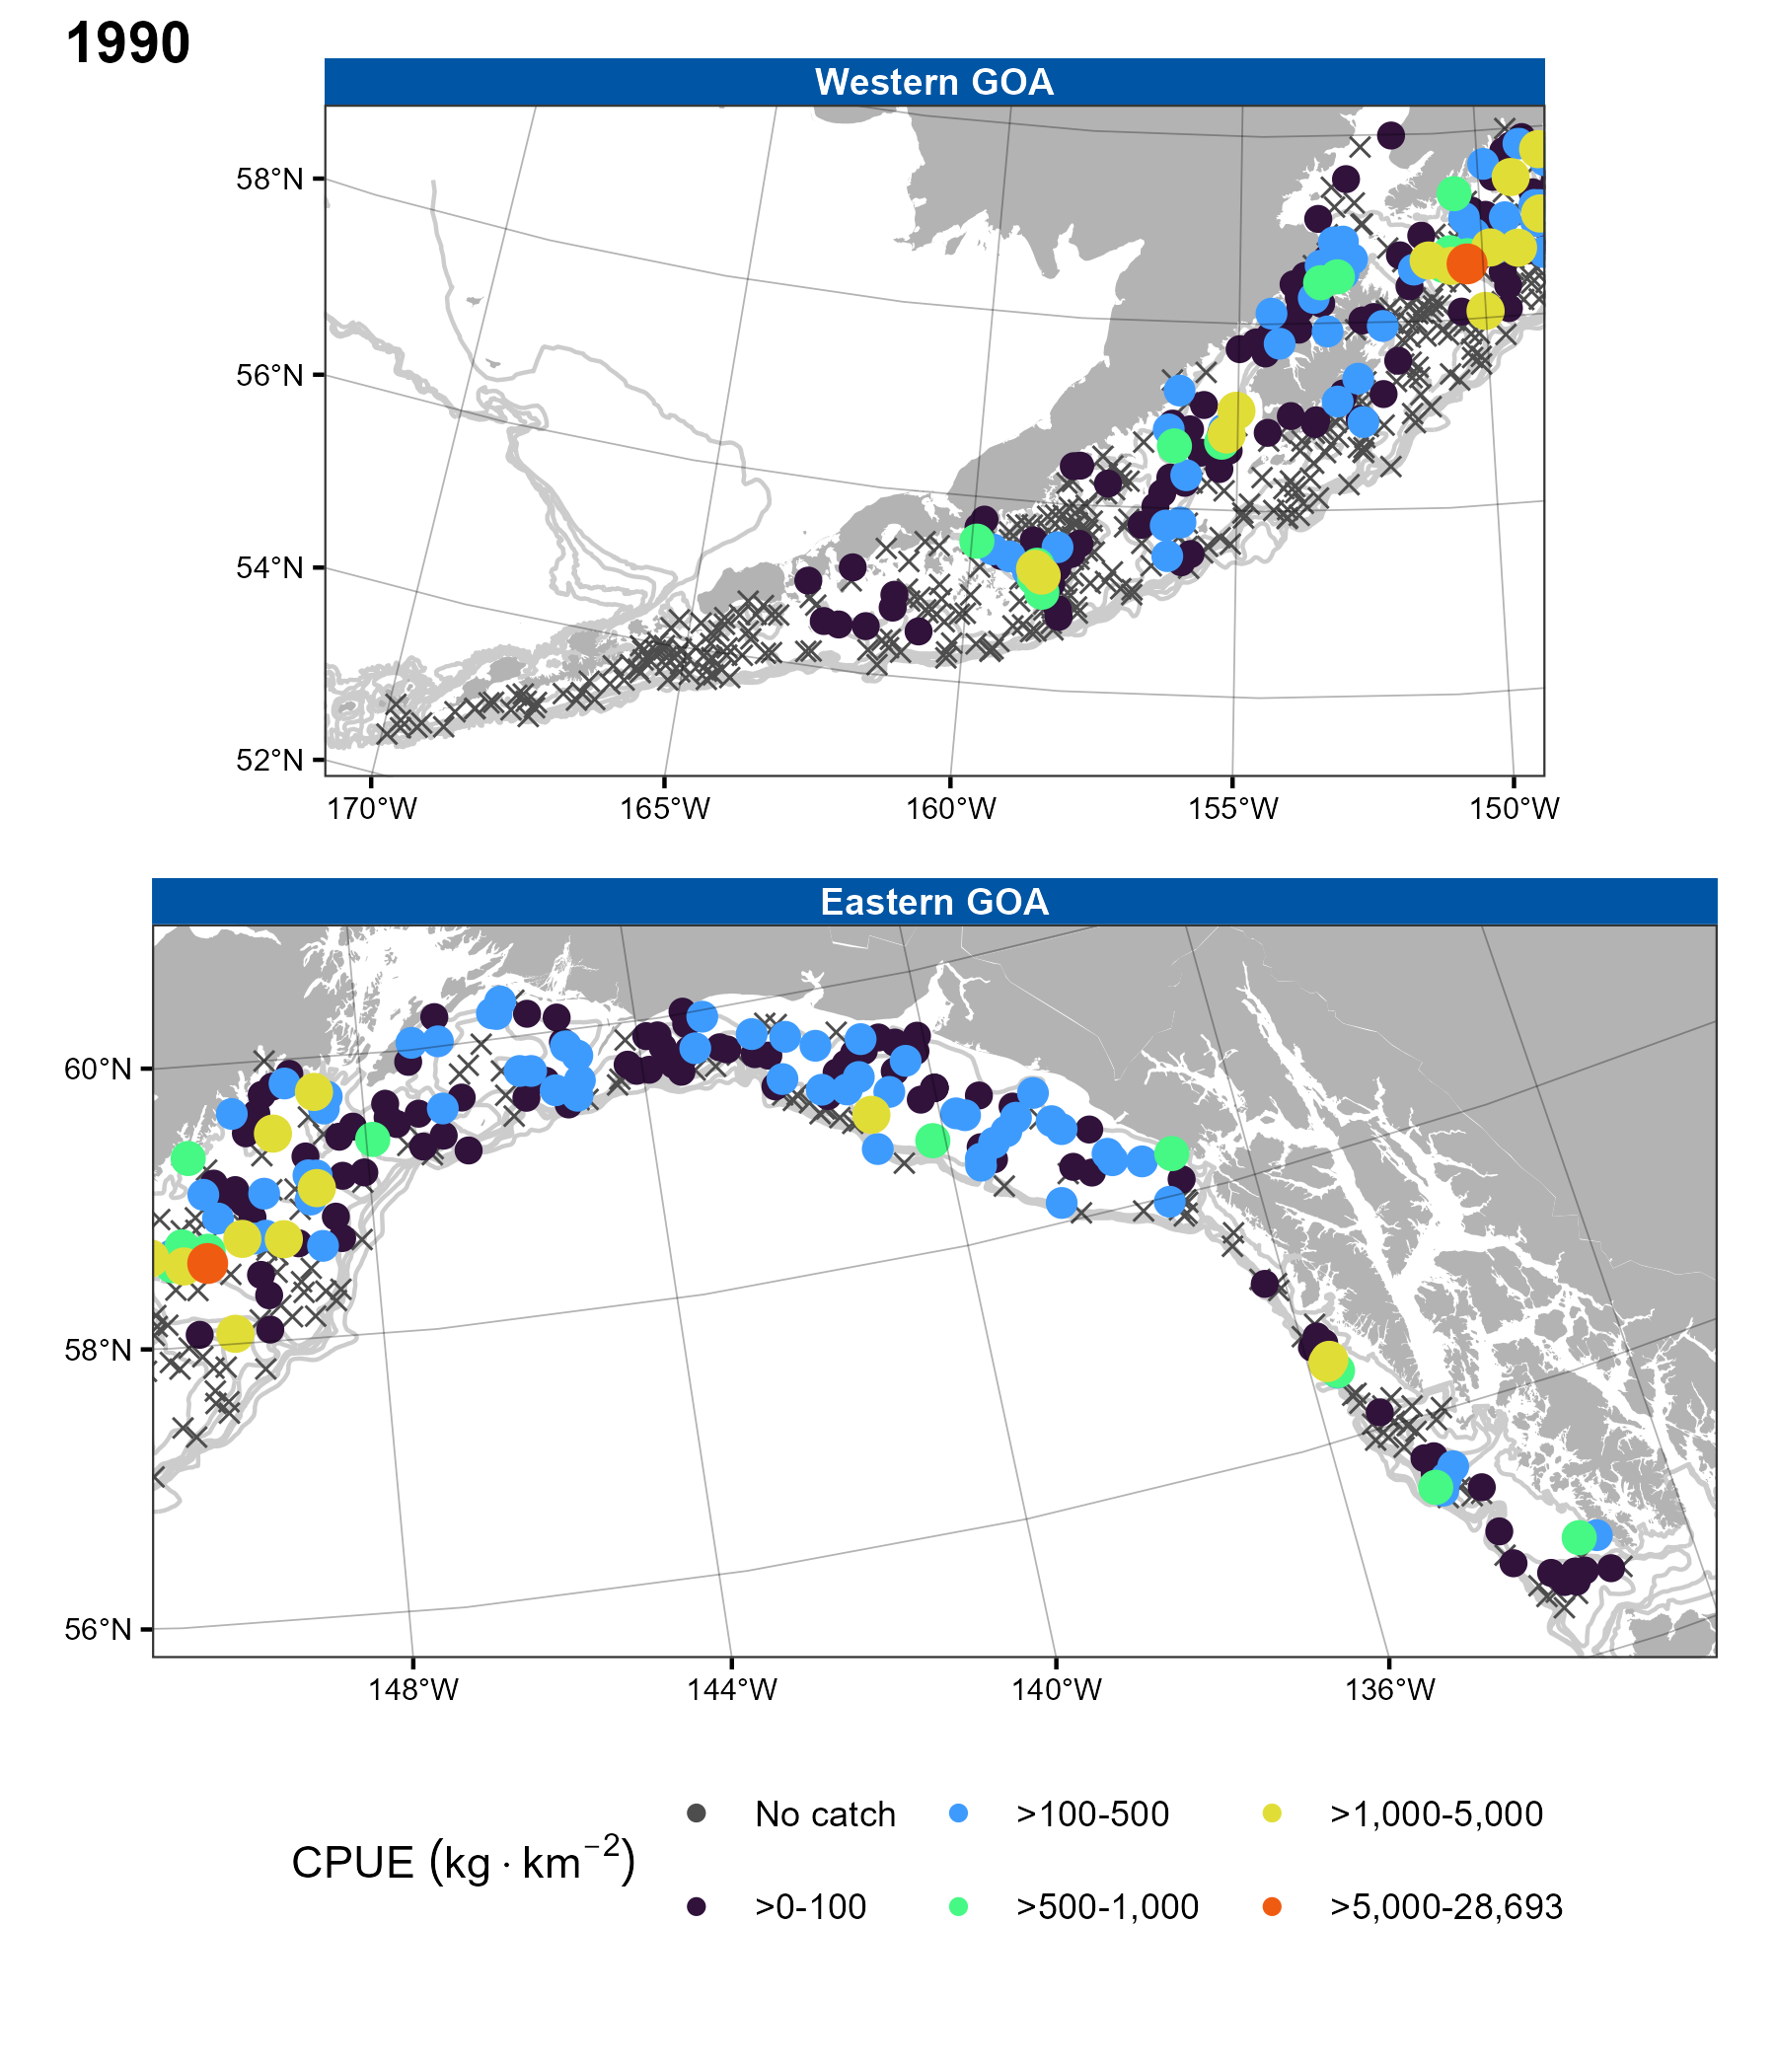 1990
Western GOA
58°N
56°N
54°N
52°N
170°W 165°W 160°W 155°W 150°W
Eastern GOA
60°N
58°N
56°N
148°W 144°W 140°W 136°W
CPUE (kg · km⁻²)
No catch >100-500 >1,000-5,000
>0-100 >500-1,000 >5,000-28,693